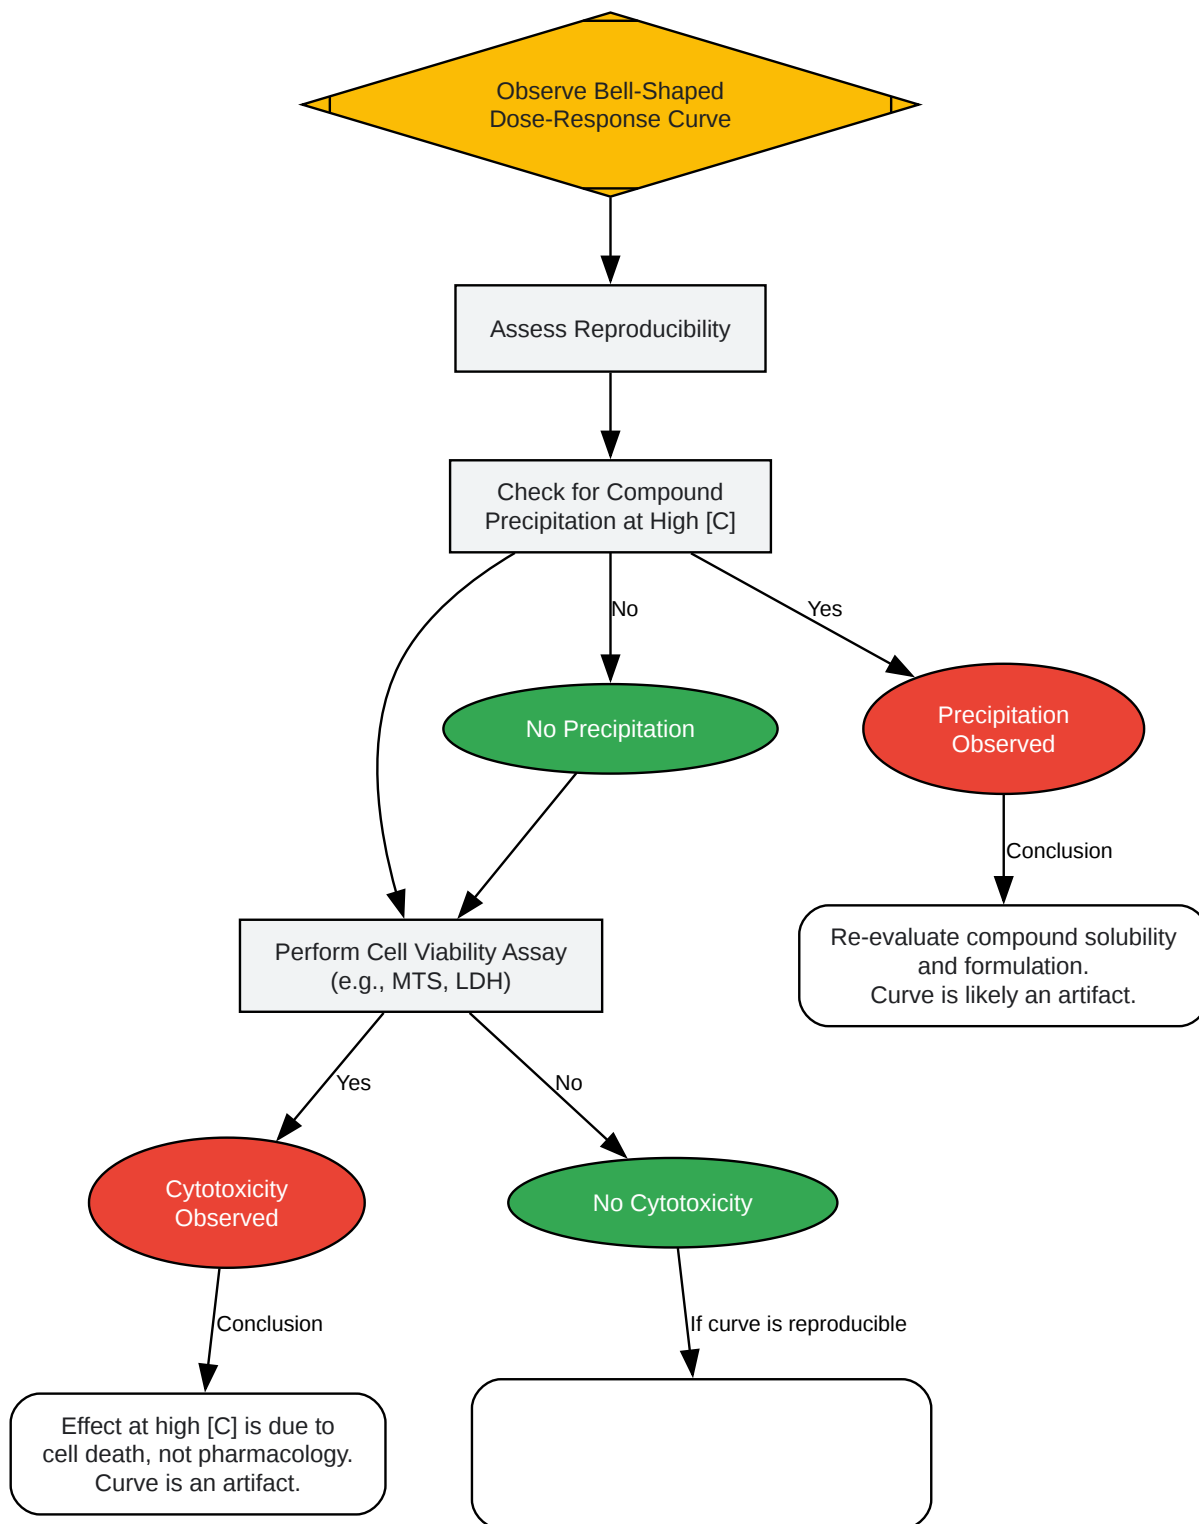 Observe Bell-Shaped
Dose-Response Curve
Assess Reproducibility
Check for Compound
Precipitation at High [C]
No
Yes
No Precipitation
Precipitation
Observed
Conclusion
Perform Cell Viability Assay
(e.g., MTS, LDH)
Re-evaluate compound solubility
and formulation.
Curve is likely an artifact.
Yes
No
Cytotoxicity
Observed
No Cytotoxicity
Conclusion
If curve is reproducible
Effect at high [C] is due to
cell death, not pharmacology.
Curve is an artifact.